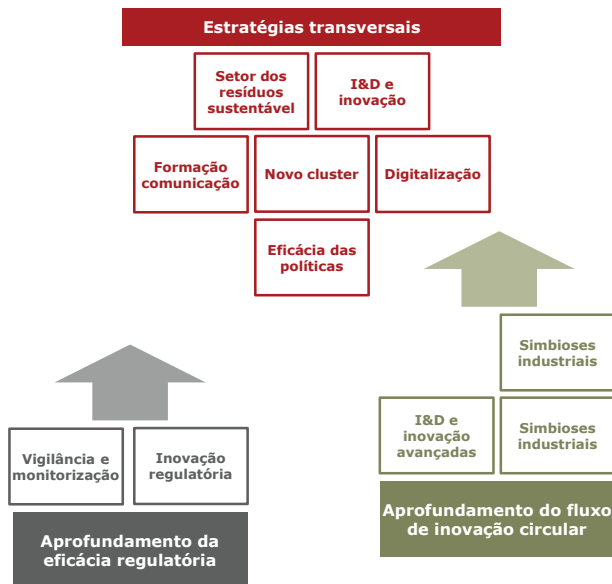 Estratégias transversais
Setor dos
resíduos
sustentável
I&D e
inovação
Formação
comunicação
Novo cluster
Digitalização
Eficácia das
políticas
Simbioses
industriais
I&D e
inovação
avançadas
Simbioses
industriais
Vigilância e
monitorização
Inovação
regulatória
Aprofundamento da
eficácia regulatória
Aprofundamento do fluxo
de inovação circular